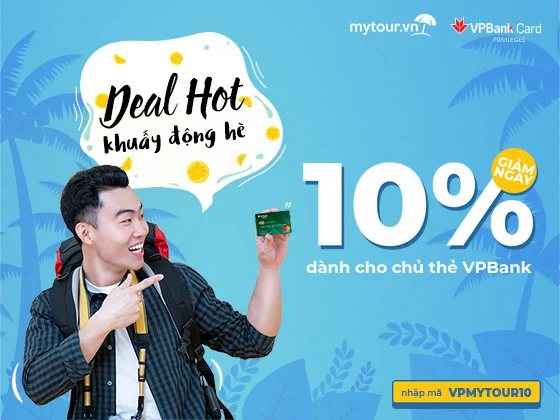 mytour.vn
VPBank Card
PRIVILEGES
Deal Hot
khuấy động hè
GIẢM
NGAY
10%
dành cho chủ thẻ VPBank
nhập mã VPMYTOUR10